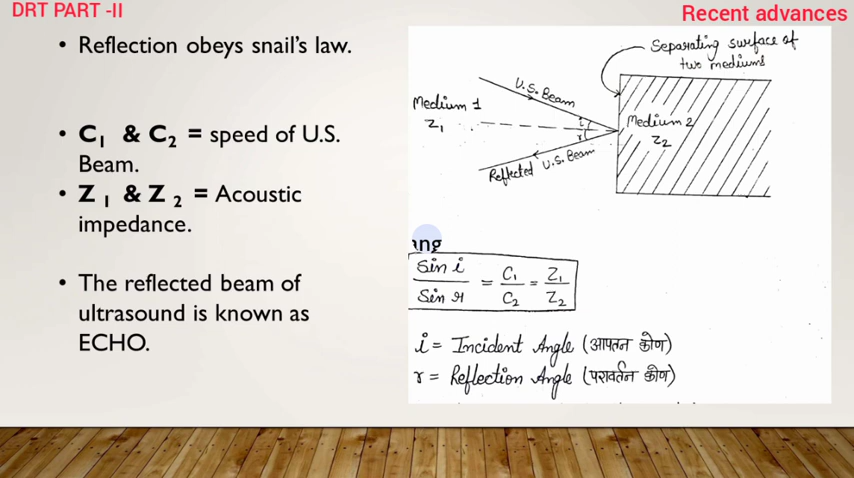 DRT PART -II
Recent advances
• Reflection obeys snail's law.
• C₁ & C₂ = speed of U.S.
Beam.
• Z ₁ & Z ₂ = Acoustic
impedance.
• The reflected beam of
ultrasound is known as
ECHO.
Separating surface of
two mediums
U.S. Beam
Medium 1
Z₁
i
r
Medium 2
Z₂
Reflected U.S. Beam
ang
Sin i / Sin r = C₁ / C₂ = Z₁ / Z₂
i = Incident Angle (आपतन कोण)
r = Reflection Angle (परावर्तन कोण)